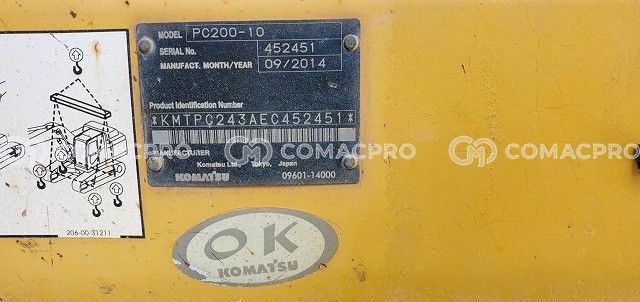 MODEL PC200-10
SERIAL No. 452451
MANUFACT. MONTH/YEAR 09/2014
Product Identification Number
*KMTPC243AEC452451*
MANUFACTURER
Komatsu Ltd., Tokyo, Japan
KOMATSU 09601-14000
COMACPRO COMACPRO
206-00-31211
OK
KOMATSU